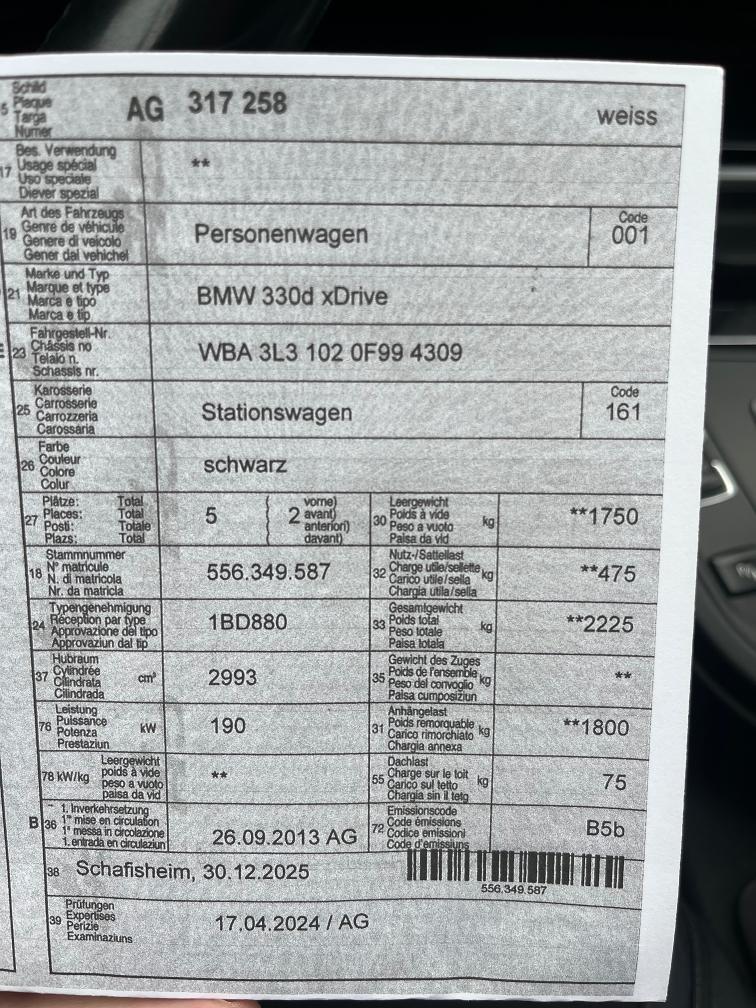 Schild
15 Plaque
Targa
Numer
AG 317 258 weiss
17 Bes. Verwendung
Usage spécial
Uso speciale
Diever spezial
**
19 Art des Fahrzeugs
Genre de véhicule
Genere di veicolo
Gener dal vehichel
Personenwagen
Code
001
21 Marke und Typ
Marque et type
Marca e tipo
Marca e tip
BMW 330d xDrive
23 Fahrgestell-Nr.
Châssis no
Telaio n.
Schassis nr.
WBA 3L3 102 0F99 4309
25 Karosserie
Carrosserie
Carrozzeria
Carossaria
Stationswagen
Code
161
26 Farbe
Couleur
Colore
Colur
schwarz
27 Plätze: Total
Places: Total
Posti: Totale
Plazs: Total
5 ( 2 vorne)
( avant)
( anteriori)
( davant)
30 Leergewicht
Poids à vide
Peso a vuoto
Paisa da vid
kg
**1750
18 Stammnummer
N° matricule
N. di matricola
Nr. da matricla
556.349.587
32 Nutz-/Sattellast
Charge utile/sellette
Carico utile/sella
Chargia utila/sella
kg
**475
24 Typengenehmigung
Réception par type
Approvazione del tipo
Approvaziun dal tip
1BD880
33 Gesamtgewicht
Poids total
Peso totale
Paisa totala
kg
**2225
37 Hubraum
Cylindrée
Cilindrata
Cilindrada
cm³
2993
35 Gewicht des Zuges
Poids de l'ensemble
Peso del convoglio
Paisa cumposiziun
kg
**
76 Leistung
Puissance
Potenza
Prestaziun
kW
190
31 Anhängelast
Poids remorquable
Carico rimorchiato
Chargia annexa
kg
**1800
78 kW/kg
Leergewicht
poids à vide
peso a vuoto
paisa da vid
**
55 Dachlast
Charge sur le toit
Carico sul tetto
Chargia sin il tetg
kg
75
B 36 1. Inverkehrsetzung
1re mise en circulation
1a messa in circolazione
1. entrada en circulaziun
26.09.2013 AG
72 Emissionscode
Code émissions
Codice emissioni
Code d'emissiuns
B5b
38 Schafisheim, 30.12.2025
556.349.587
39 Prüfungen
Expertises
Perizie
Examinaziuns
17.04.2024 / AG